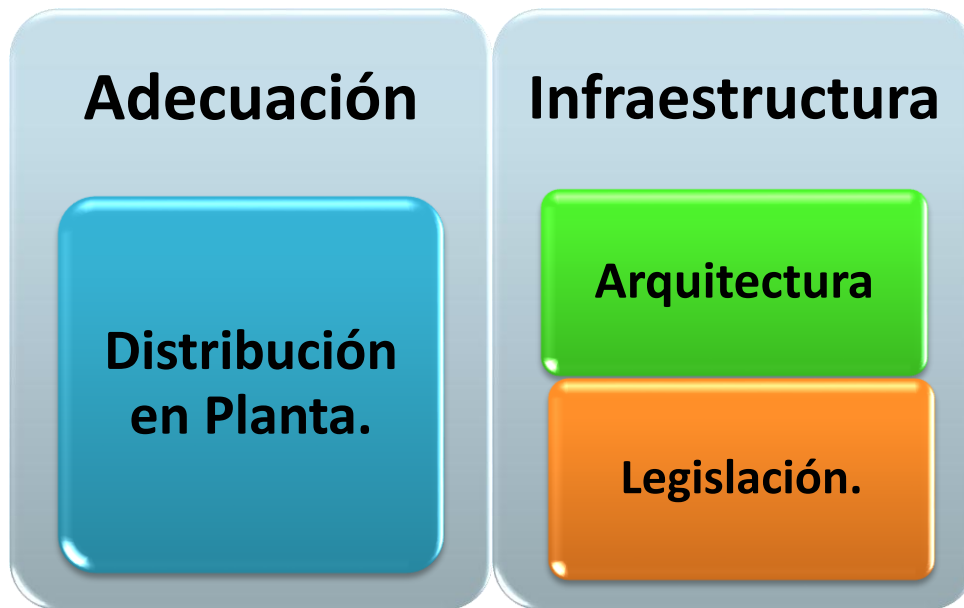 Adecuación
Distribución
en Planta.
Infraestructura
Arquitectura
Legislación.